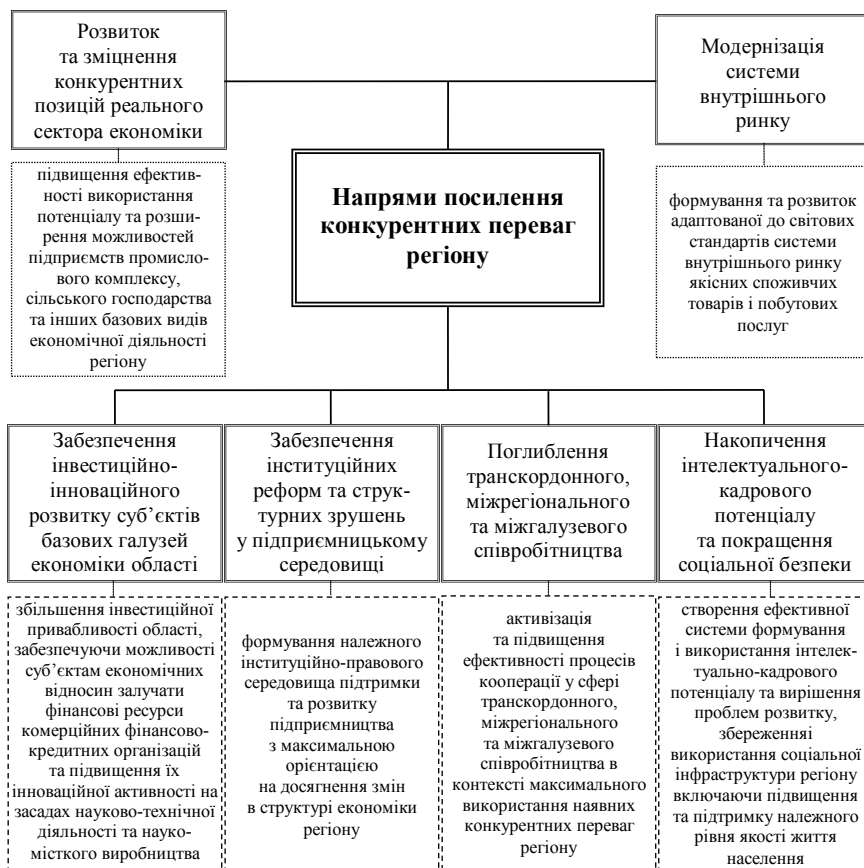 Розвиток
та зміцнення
конкурентних
позицій реального
сектора економіки
Модернізація
системи
внутрішнього
ринку
підвищення ефектив-
ності використання
потенціалу та розши-
рення можливостей
підприємств промисло-
вого комплексу,
сільського господарства
та інших базових видів
економічної діяльності
регіону
Напрями посилення
конкурентних переваг
регіону
формування та розвиток
адаптованої до світових
стандартів системи
внутрішнього ринку
якісних споживчих
товарів і побутових
послуг
Забезпечення
інвестиційно-
інноваційного
розвитку суб’єктів
базових галузей
економіки області
Забезпечення
інституційних
реформ та струк-
турних зрушень
у підприємницькому
середовищі
Поглиблення
транскордонного,
міжрегіонального
та міжгалузевого
співробітництва
Накопичення
інтелектуального-
кадрового
потенціалу
та покращення
соціальної безпеки
збільшення інвестиційної
привабливості області,
забезпечуючи можливості
суб’єктам економічних
відносин залучати
фінансові ресурси
комерційних фінансово-
кредитних організацій
та підвищення їх
інноваційної активності на
засадах науково-технічної
діяльності та науко-
місткого виробництва
формування належного
інституційно-правового
середовища підтримки
та розвитку
підприємництва
з максимальною
орієнтацією
на досягнення змін
в структурі економіки
регіону
активізація
та підвищення
ефективності процесів
кооперації у сфері
транскордонного,
міжрегіонального
та міжгалузевого
співробітництва в
контексті максимального
використання наявних
конкурентних переваг
регіону
створення ефективної
системи формування
і використання інтелек-
туально-кадрового
потенціалу та вирішення
проблем розвитку,
збереженняі
використання соціальної
інфраструктури регіону
включаючи підвищення
та підтримку належного
рівня якості життя
населення